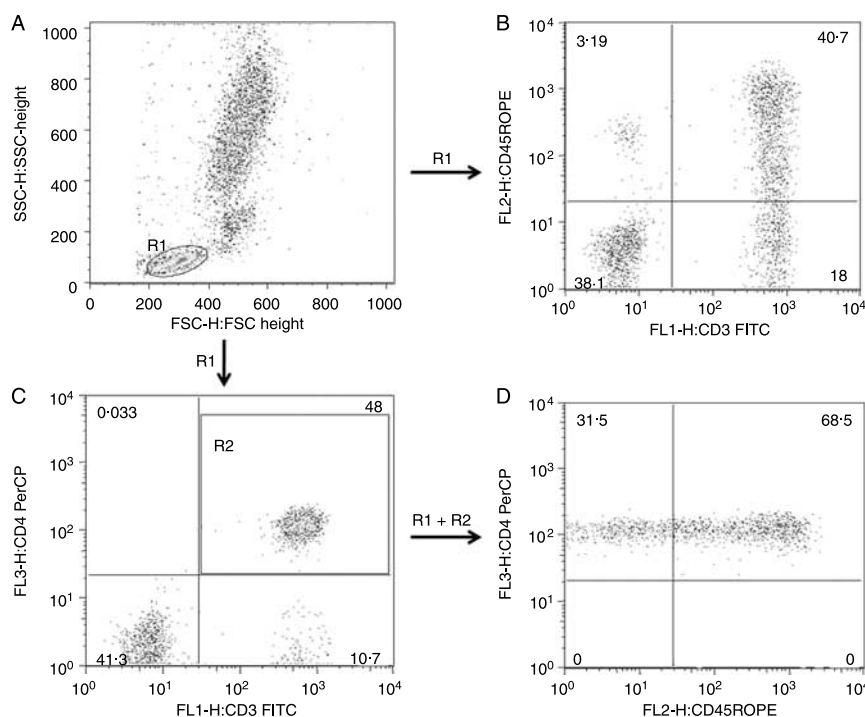 A
1000
800
600
400
200
0
SSC-H:SSC-height
R1
0 200 400 600 800 1000
FSC-H:FSC height
R1
B
10⁴
10³
10²
10¹
10⁰
FL2-H:CD45ROPE
3·19
40·7
38·1
18
10⁰ 10² 10³ 10⁴
FL1-H:CD3 FITC
R1
C
10⁴
10³
10²
10¹
10⁰
FL3-H:CD4 PerCP
0·033
48
R2
41·3
10·7
10⁰ 10¹ 10² 10³ 10⁴
FL1-H:CD3 FITC
R1 + R2
D
10⁴
10³
10²
10¹
10⁰
FL3-H:CD4 PerCP
31·5
68·5
0
0
10⁰ 10¹ 10² 10³ 10⁴
FL2-H:CD45ROPE